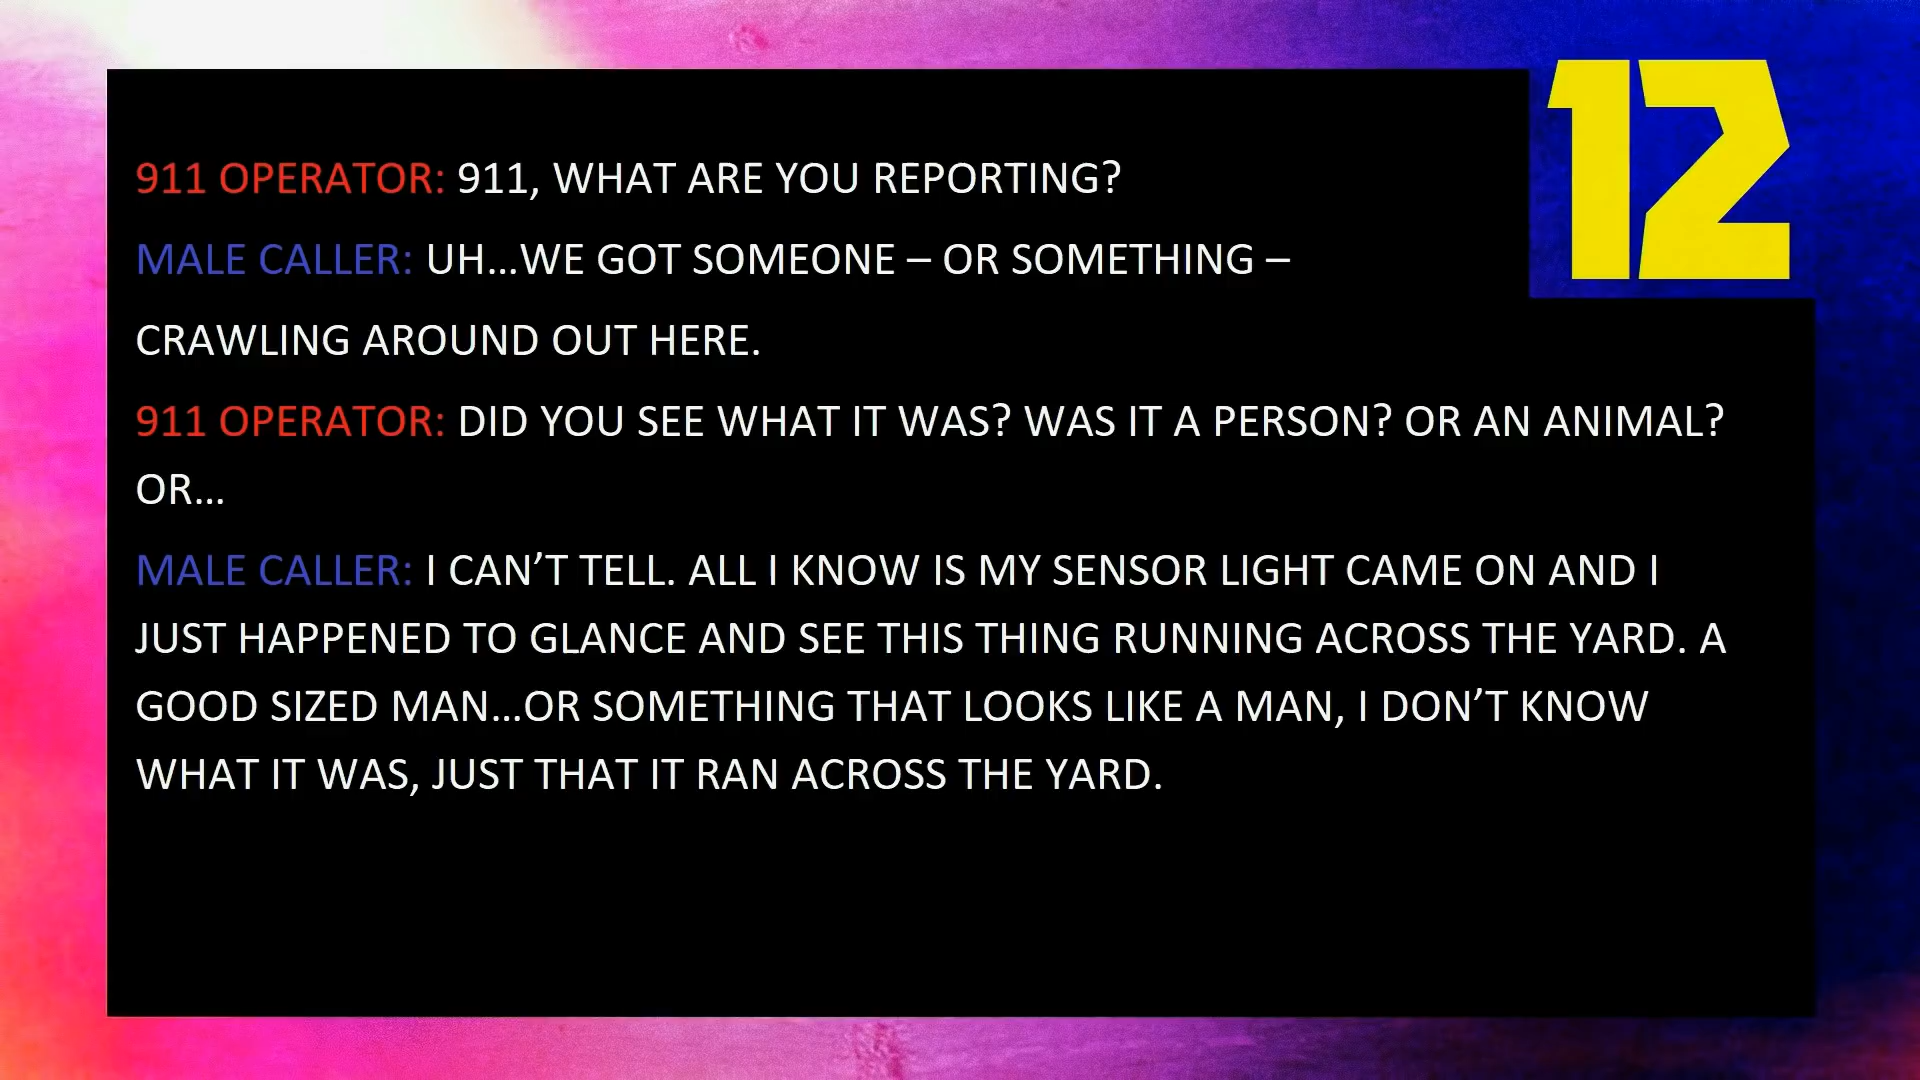 12
911 OPERATOR: 911, WHAT ARE YOU REPORTING?
MALE CALLER: UH...WE GOT SOMEONE – OR SOMETHING –
CRAWLING AROUND OUT HERE.
911 OPERATOR: DID YOU SEE WHAT IT WAS? WAS IT A PERSON? OR AN ANIMAL?
OR...
MALE CALLER: I CAN’T TELL. ALL I KNOW IS MY SENSOR LIGHT CAME ON AND I
JUST HAPPENED TO GLANCE AND SEE THIS THING RUNNING ACROSS THE YARD. A
GOOD SIZED MAN...OR SOMETHING THAT LOOKS LIKE A MAN, I DON’T KNOW
WHAT IT WAS, JUST THAT IT RAN ACROSS THE YARD.